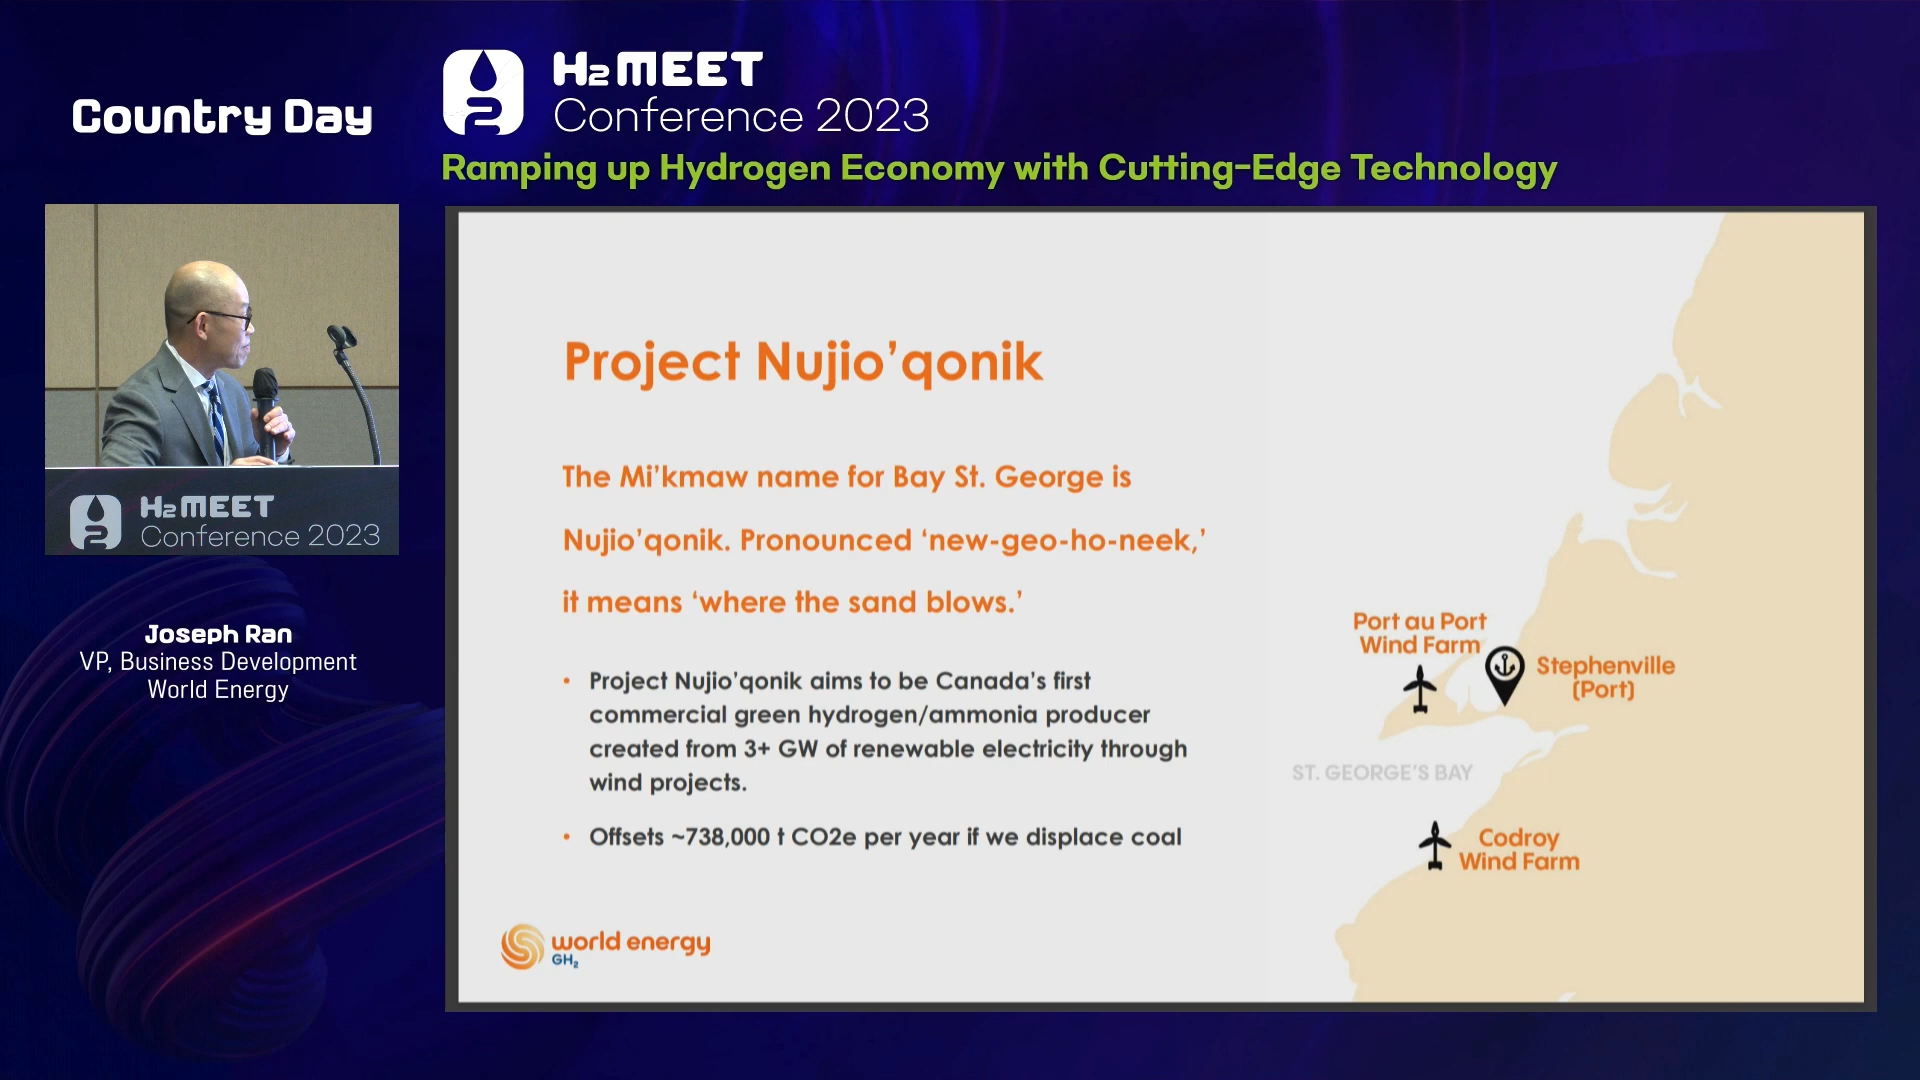 Country Day
H2 MEET
Conference 2023
Ramping up Hydrogen Economy with Cutting-Edge Technology
H2 MEET
Conference 2023
Joseph Ran
VP, Business Development
World Energy
Project Nujio’qonik
The Mi’kmaw name for Bay St. George is
Nujio’qonik. Pronounced ‘new-geo-ho-neek,’
it means ‘where the sand blows.’
• Project Nujio’qonik aims to be Canada’s first
commercial green hydrogen/ammonia producer
created from 3+ GW of renewable electricity through
wind projects.
• Offsets ~738,000 t CO2e per year if we displace coal
world energy
GH2
Port au Port
Wind Farm
Stephenville
(Port)
ST. GEORGE’S BAY
Codroy
Wind Farm